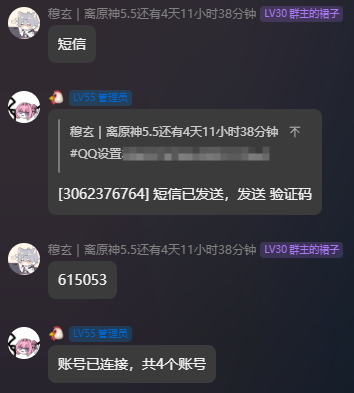 穆玄 | 离原神5.5还有4天11小时38分钟 LV30 群主的裙子
短信
LV55 管理员
穆玄 | 离原神5.5还有4天11小时38分钟
#QQ设置
[3062376764] 短信已发送，发送 验证码
穆玄 | 离原神5.5还有4天11小时38分钟 LV30 群主的裙子
615053
LV55 管理员
账号已连接，共4个账号